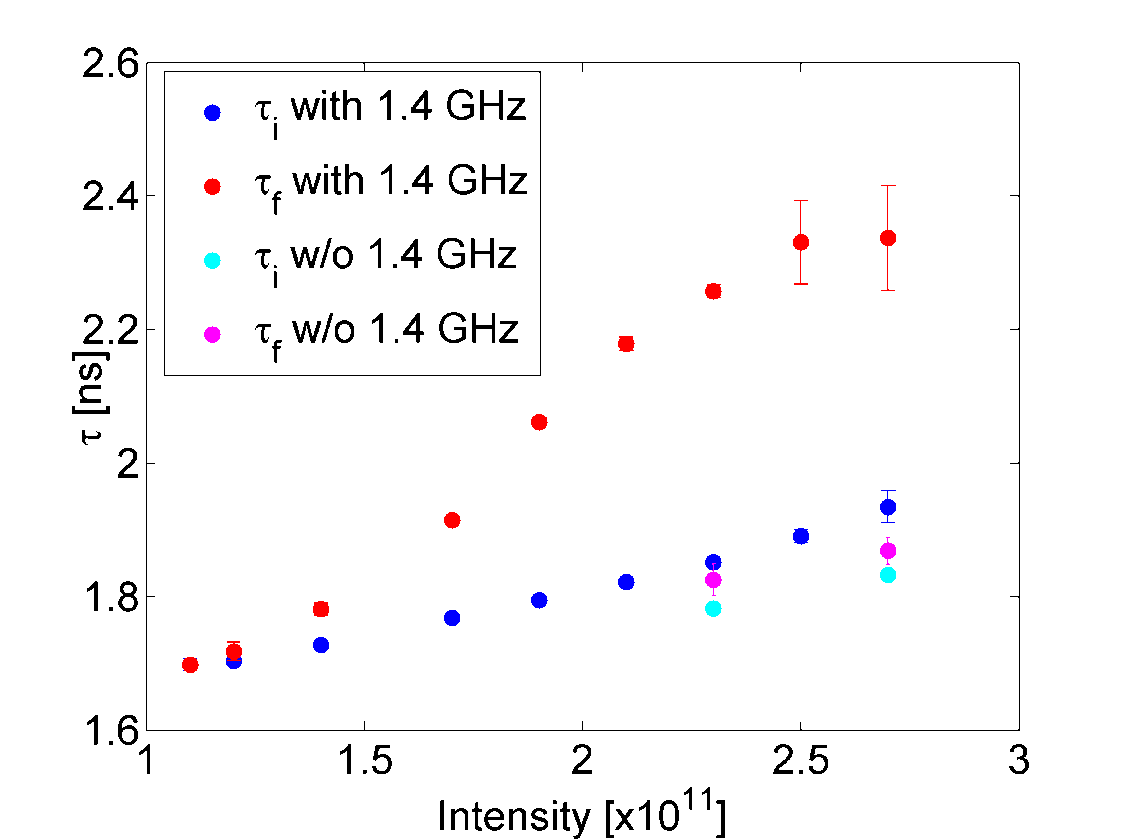 2.6
2.4
2.2
2
1.8
1.6
τ [ns]
τi with 1.4 GHz
τf with 1.4 GHz
τi w/o 1.4 GHz
τf w/o 1.4 GHz
1 1.5 2 2.5 3
Intensity [x10^11]